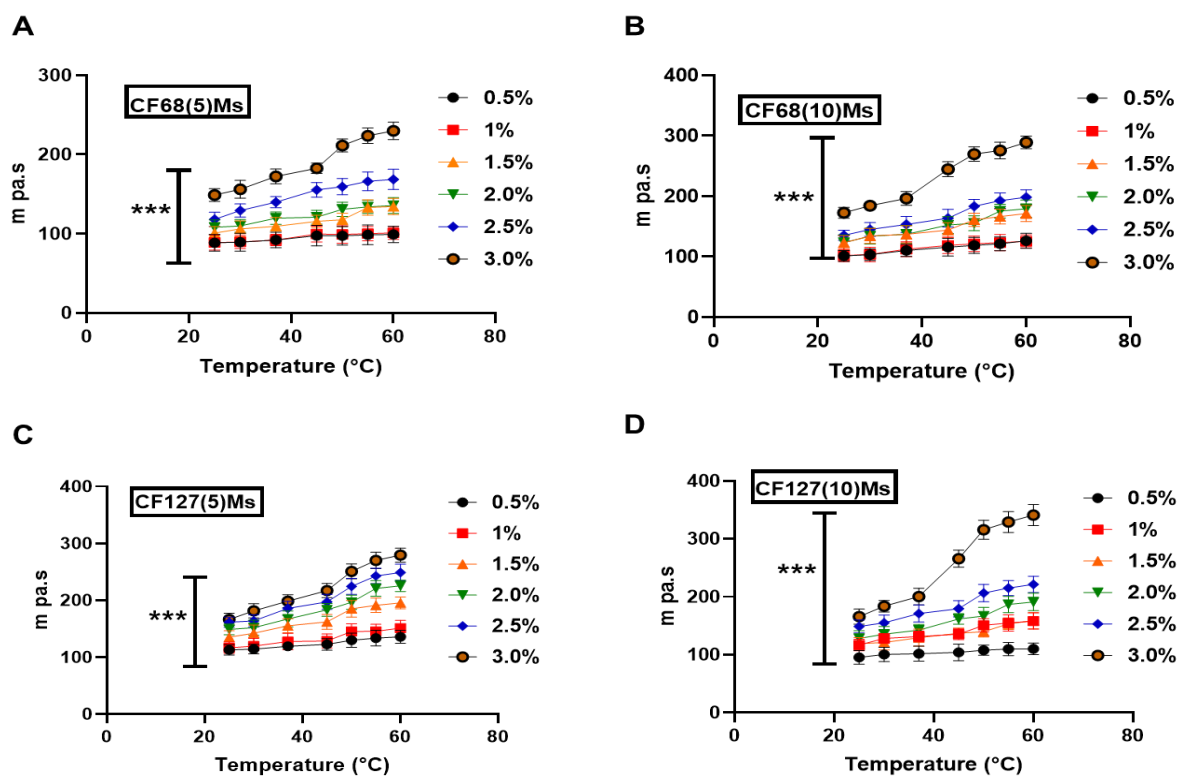 A
CF68(5)Ms
300
200
100
0
m pa.s
***
0 20 40 60 80
Temperature (°C)
0.5%
1%
1.5%
2.0%
2.5%
3.0%
B
CF68(10)Ms
400
300
200
100
0
m pa.s
***
0 20 40 60 80
Temperature (°C)
0.5%
1%
1.5%
2.0%
2.5%
3.0%
C
CF127(5)Ms
400
300
200
100
0
m pa.s
***
0 20 40 60 80
Temperature (°C)
0.5%
1%
1.5%
2.0%
2.5%
3.0%
D
CF127(10)Ms
400
300
200
100
0
m pa.s
***
0 20 40 60 80
Temperature (°C)
0.5%
1%
1.5%
2.0%
2.5%
3.0%